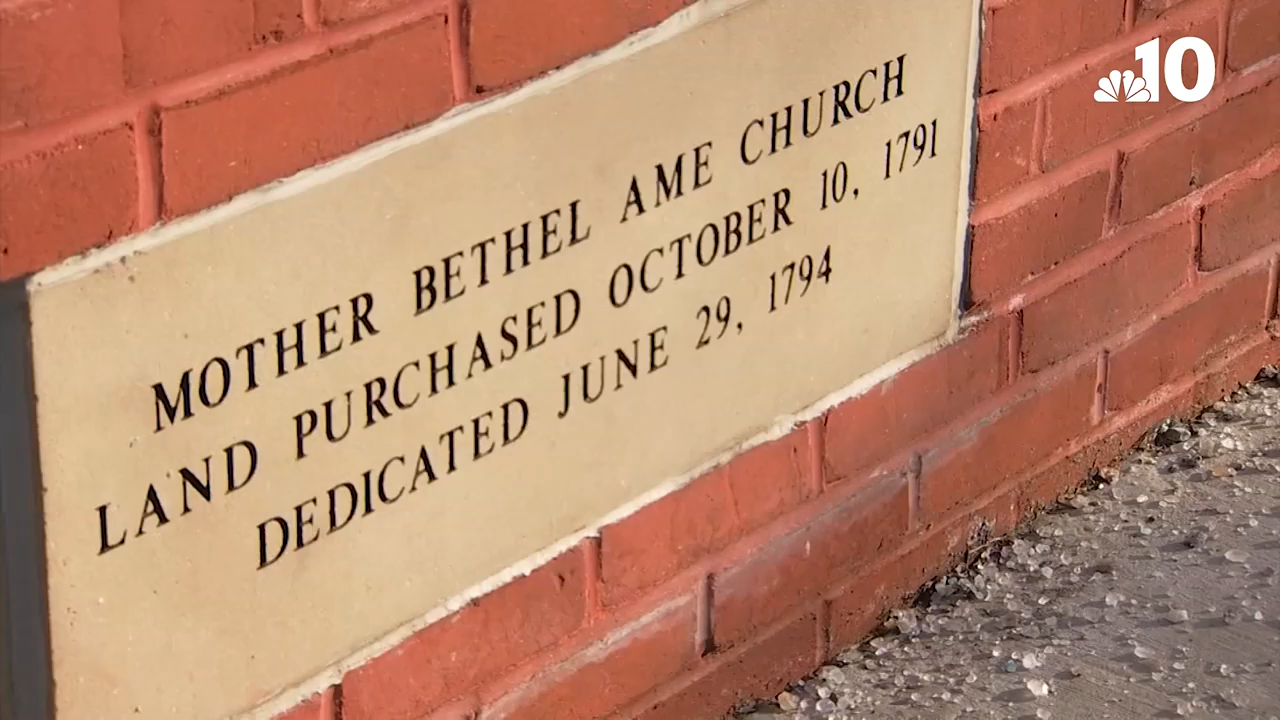 10
MOTHER BETHEL AME CHURCH
LAND PURCHASED OCTOBER 10, 1791
DEDICATED JUNE 29, 1794